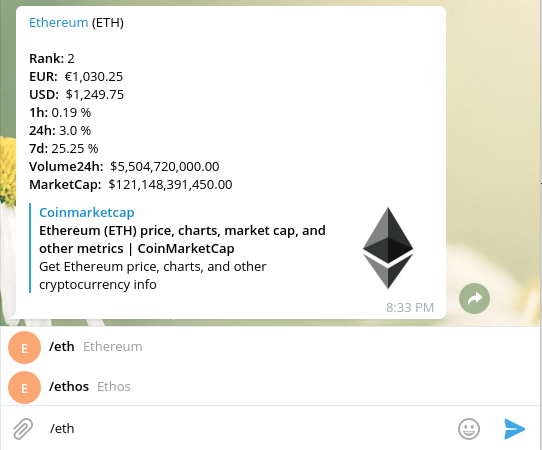 Ethereum (ETH)
Rank: 2
EUR: €1,030.25
USD: $1,249.75
1h: 0.19 %
24h: 3.0 %
7d: 25.25 %
Volume24h: $5,504,720,000.00
MarketCap: $121,148,391,450.00
Coinmarketcap
Ethereum (ETH) price, charts, market cap, and
other metrics | CoinMarketCap
Get Ethereum price, charts, and other
cryptocurrency info
8:33 PM
E /eth Ethereum
E /ethos Ethos
/eth